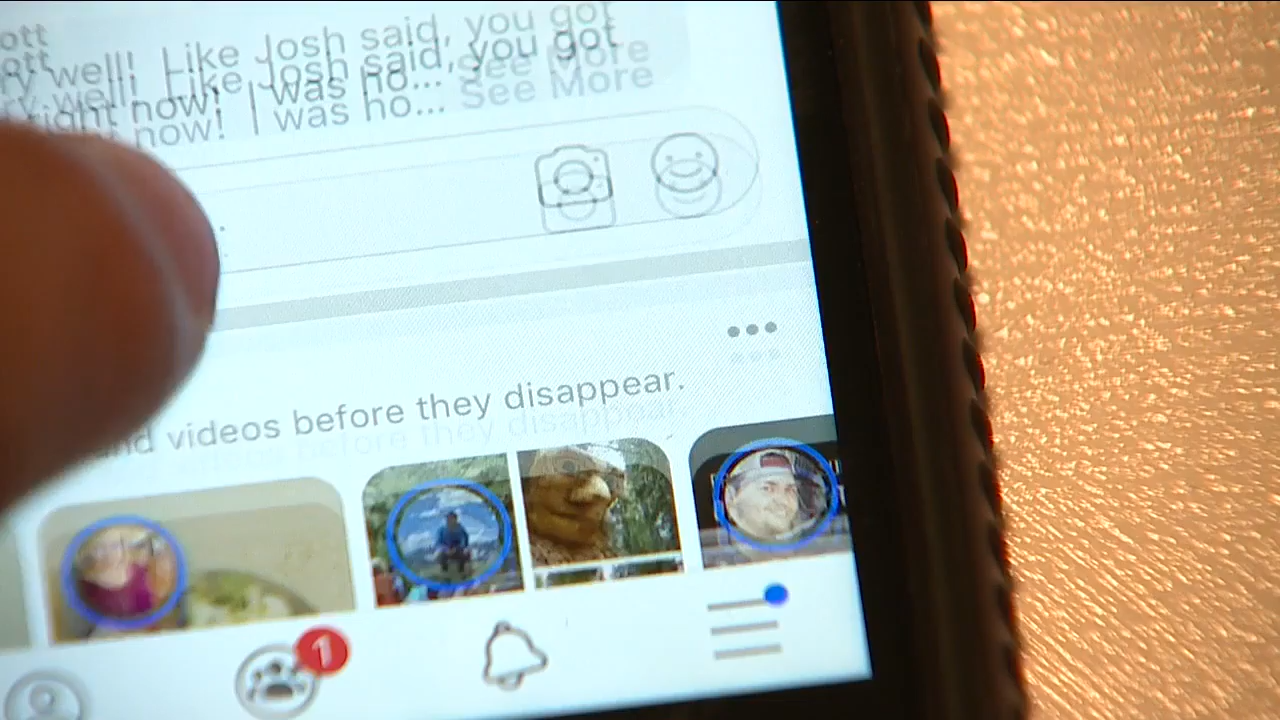 ott
ry well! Like Josh said, you got
right now! I was ho... See More
nd videos before they disappear.
1